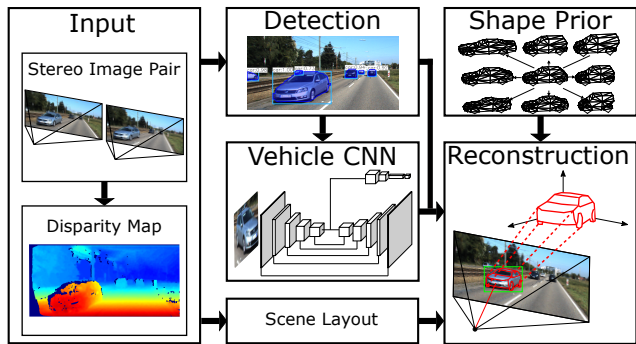 Input
Stereo Image Pair
Disparity Map
Detection
Vehicle CNN
Scene Layout
Shape Prior
Reconstruction